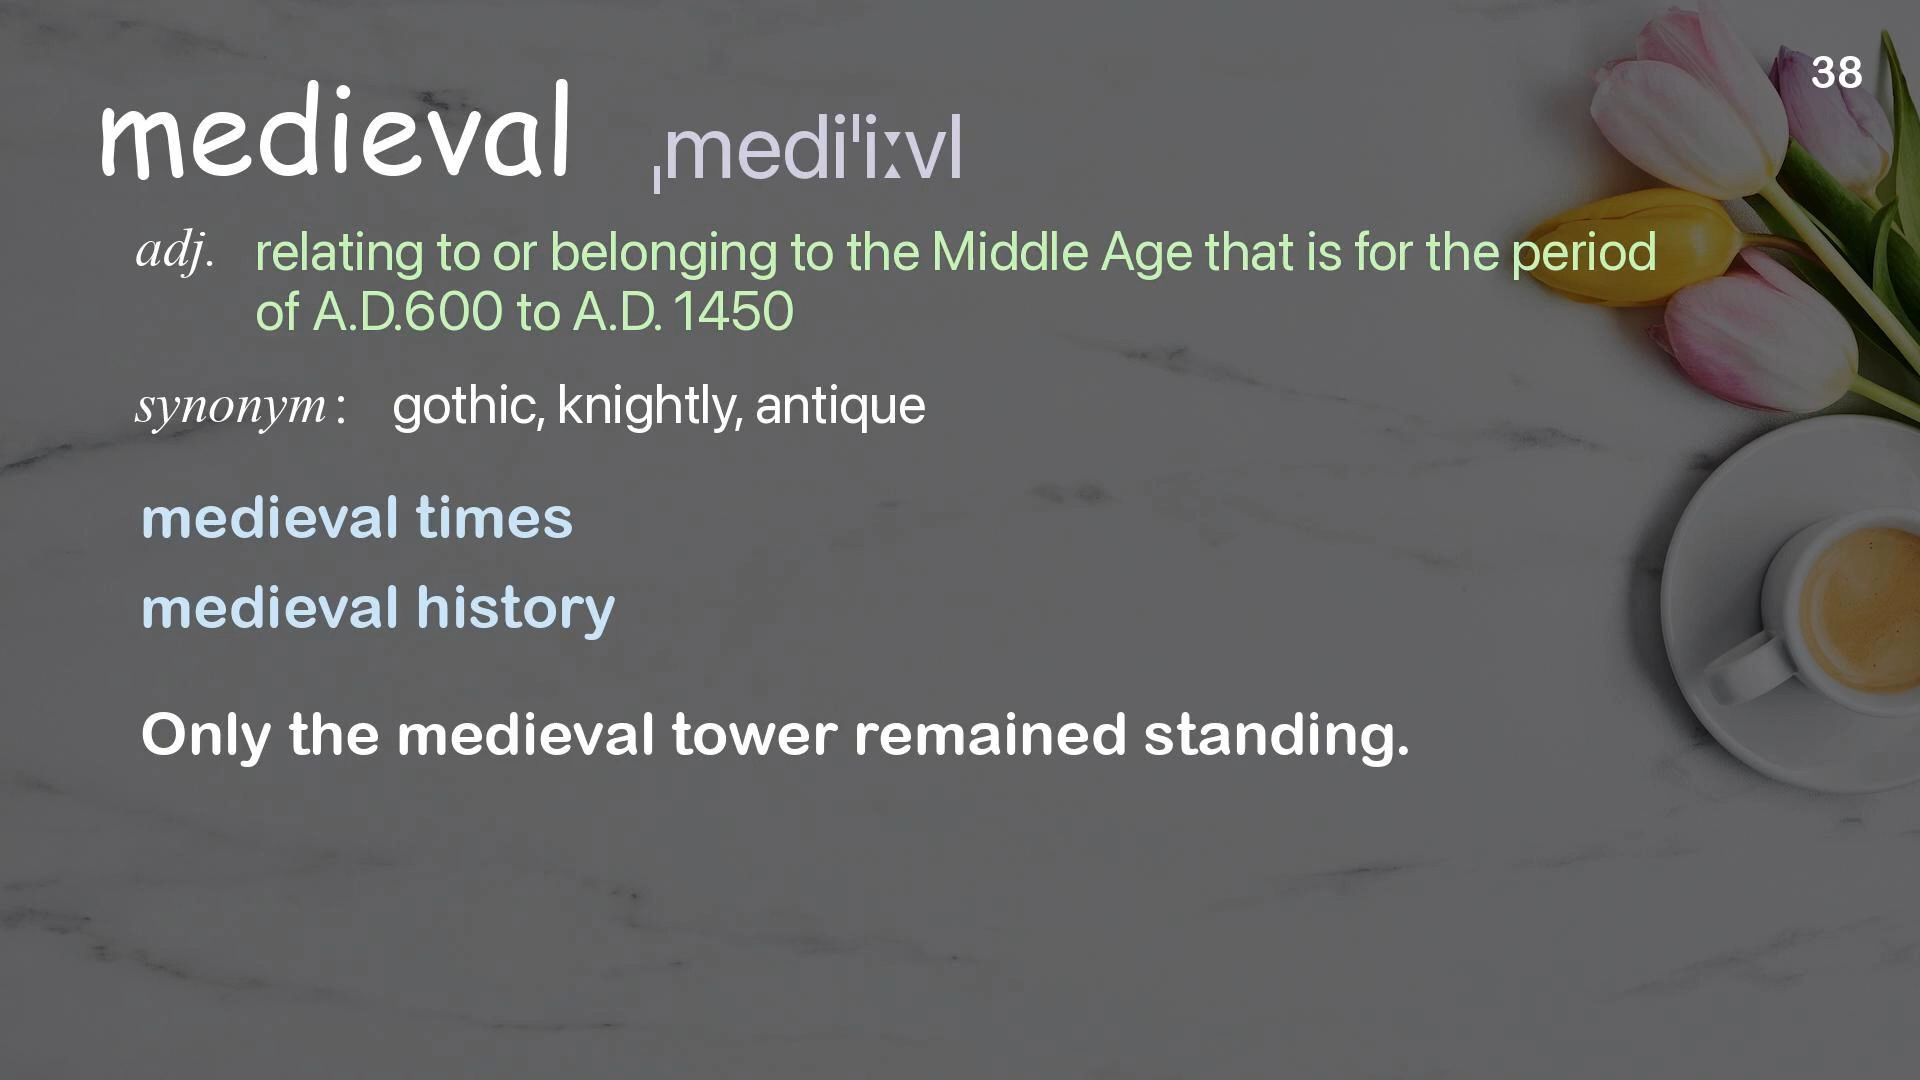 38
medieval ˌmediˈiːvl
adj. relating to or belonging to the Middle Age that is for the period
of A.D.600 to A.D. 1450
synonym: gothic, knightly, antique
medieval times
medieval history
Only the medieval tower remained standing.